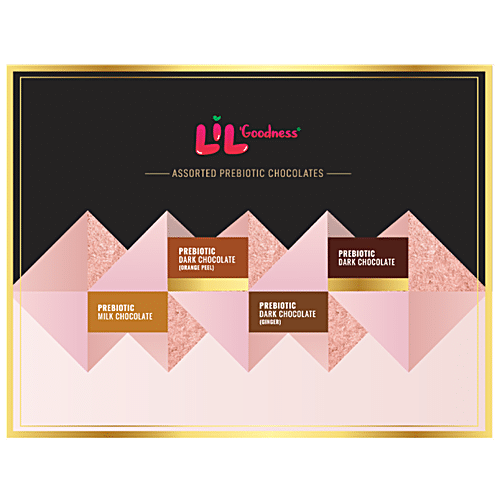 LiL 'Goodness
ASSORTED PREBIOTIC CHOCOLATES
PREBIOTIC
DARK CHOCOLATE
(ORANGE PEEL)
PREBIOTIC
DARK CHOCOLATE
PREBIOTIC
MILK CHOCOLATE
PREBIOTIC
DARK CHOCOLATE
(GINGER)